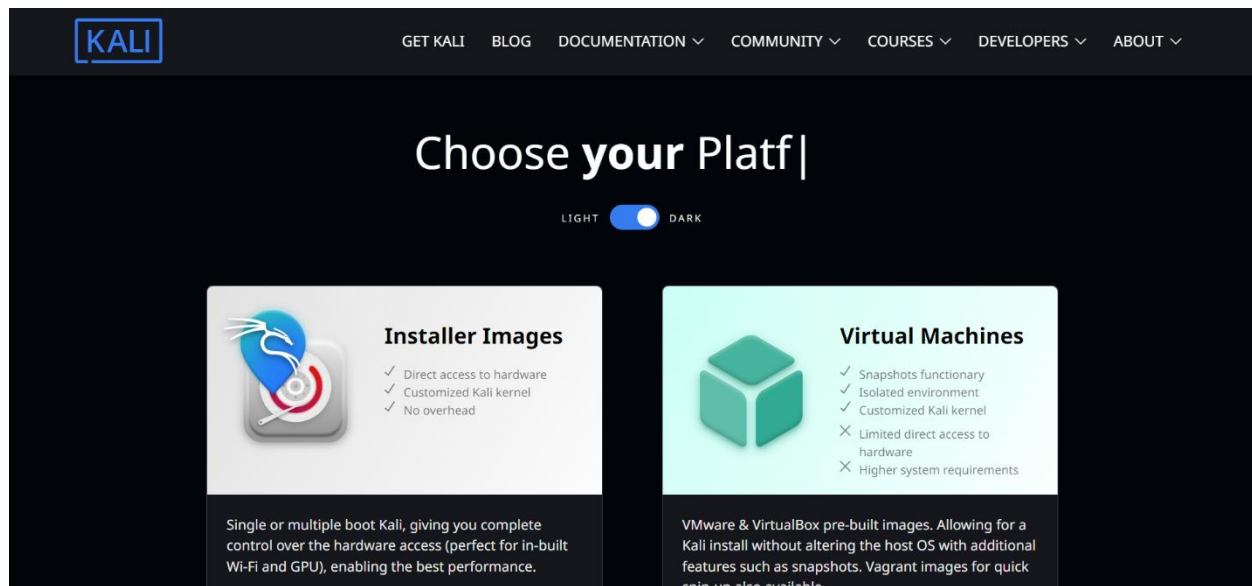 KALI
GET KALI BLOG DOCUMENTATION COMMUNITY COURSES DEVELOPERS ABOUT
Choose your Platf|
LIGHT DARK
Installer Images
Direct access to hardware
Customized Kali kernel
No overhead
Single or multiple boot Kali, giving you complete
control over the hardware access (perfect for in-built
Wi-Fi and GPU), enabling the best performance.
Virtual Machines
Snapshots functionary
Isolated environment
Customized Kali kernel
Limited direct access to
hardware
Higher system requirements
VMware & VirtualBox pre-built images. Allowing for a
Kali install without altering the host OS with additional
features such as snapshots. Vagrant images for quick
spin-up also available.